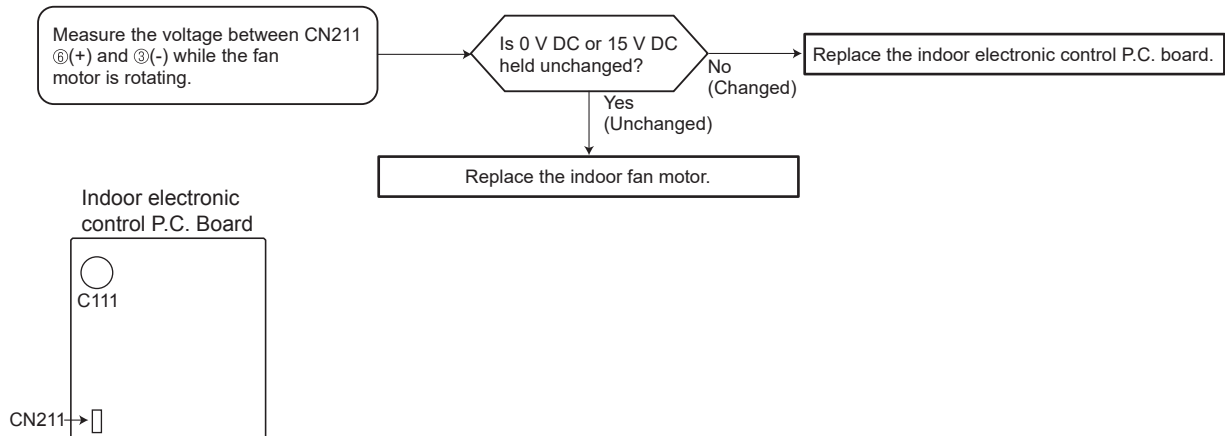 Measure the voltage between CN211
⑥(+) and ③(-) while the fan
motor is rotating.
Is 0 V DC or 15 V DC
held unchanged?
No
(Changed)
Replace the indoor electronic control P.C. board.
Yes
(Unchanged)
Replace the indoor fan motor.
Indoor electronic
control P.C. Board
C111
CN211